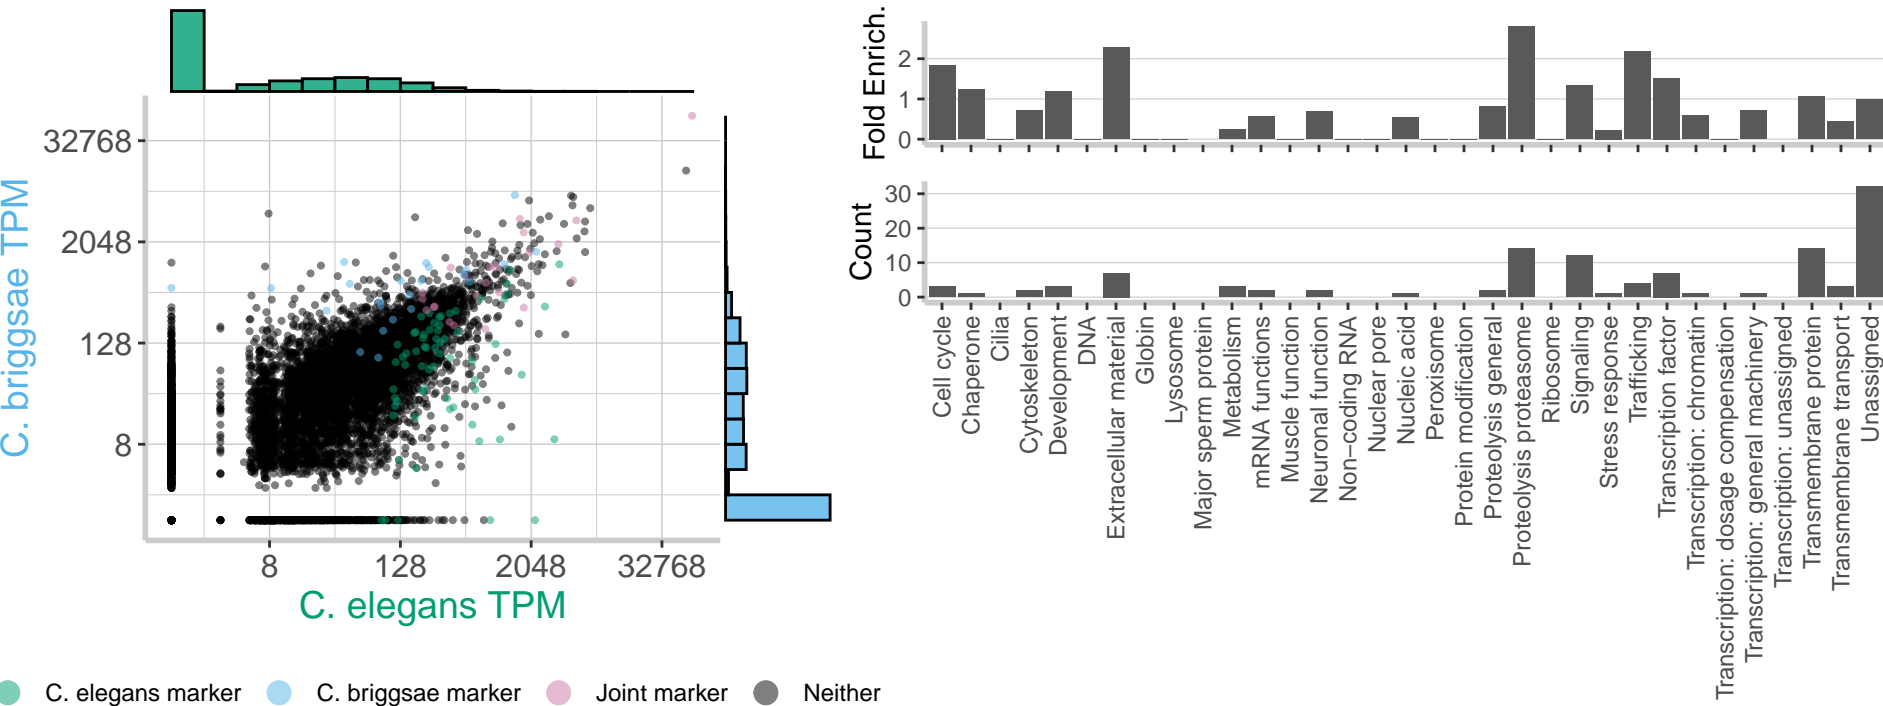 C. briggsae TPM
32768
2048
128
8
8
128
2048
32768
C. elegans TPM
C. elegans marker
C. briggsae marker
Joint marker
Neither
Fold Enrich.
2
1
0
Count
30
20
10
0
Cell cycle
Chaperone
Cilia
Cytoskeleton
Development
DNA
Extracellular material
Globin
Lysosome
Major sperm protein
Metabolism
mRNA functions
Muscle function
Neuronal function
Non−coding RNA
Nuclear pore
Nucleic acid
Peroxisome
Protein modification
Proteolysis general
Proteolysis proteasome
Ribosome
Signaling
Stress response
Trafficking
Transcription factor
Transcription: chromatin
Transcription: dosage compensation
Transcription: general machinery
Transcription: unassigned
Transmembrane protein
Transmembrane transport
Unassigned